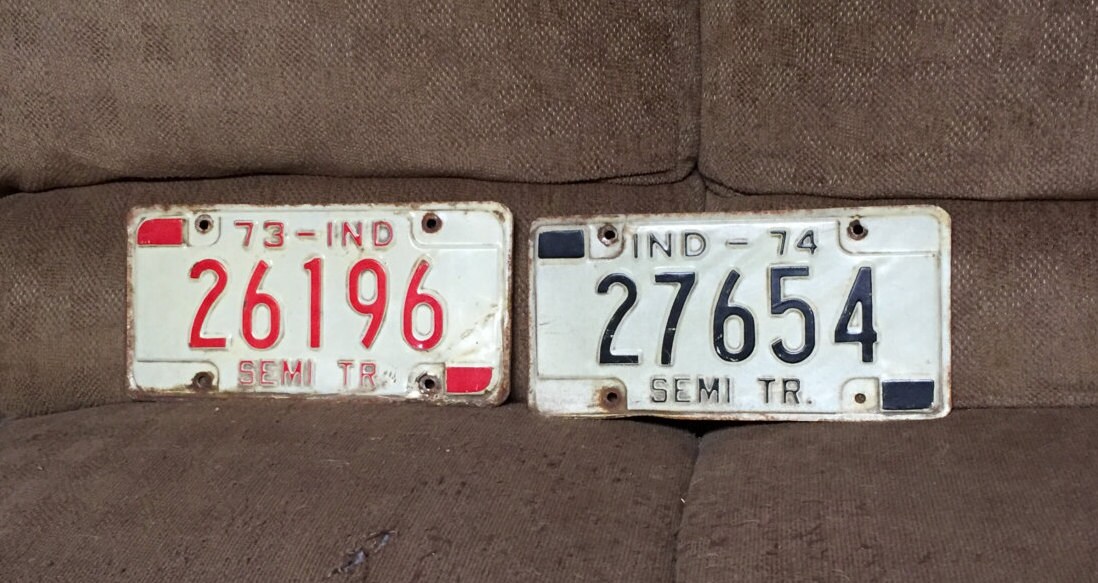 73-IND
26196
SEMI TR.
IND - 74
27654
SEMI TR.